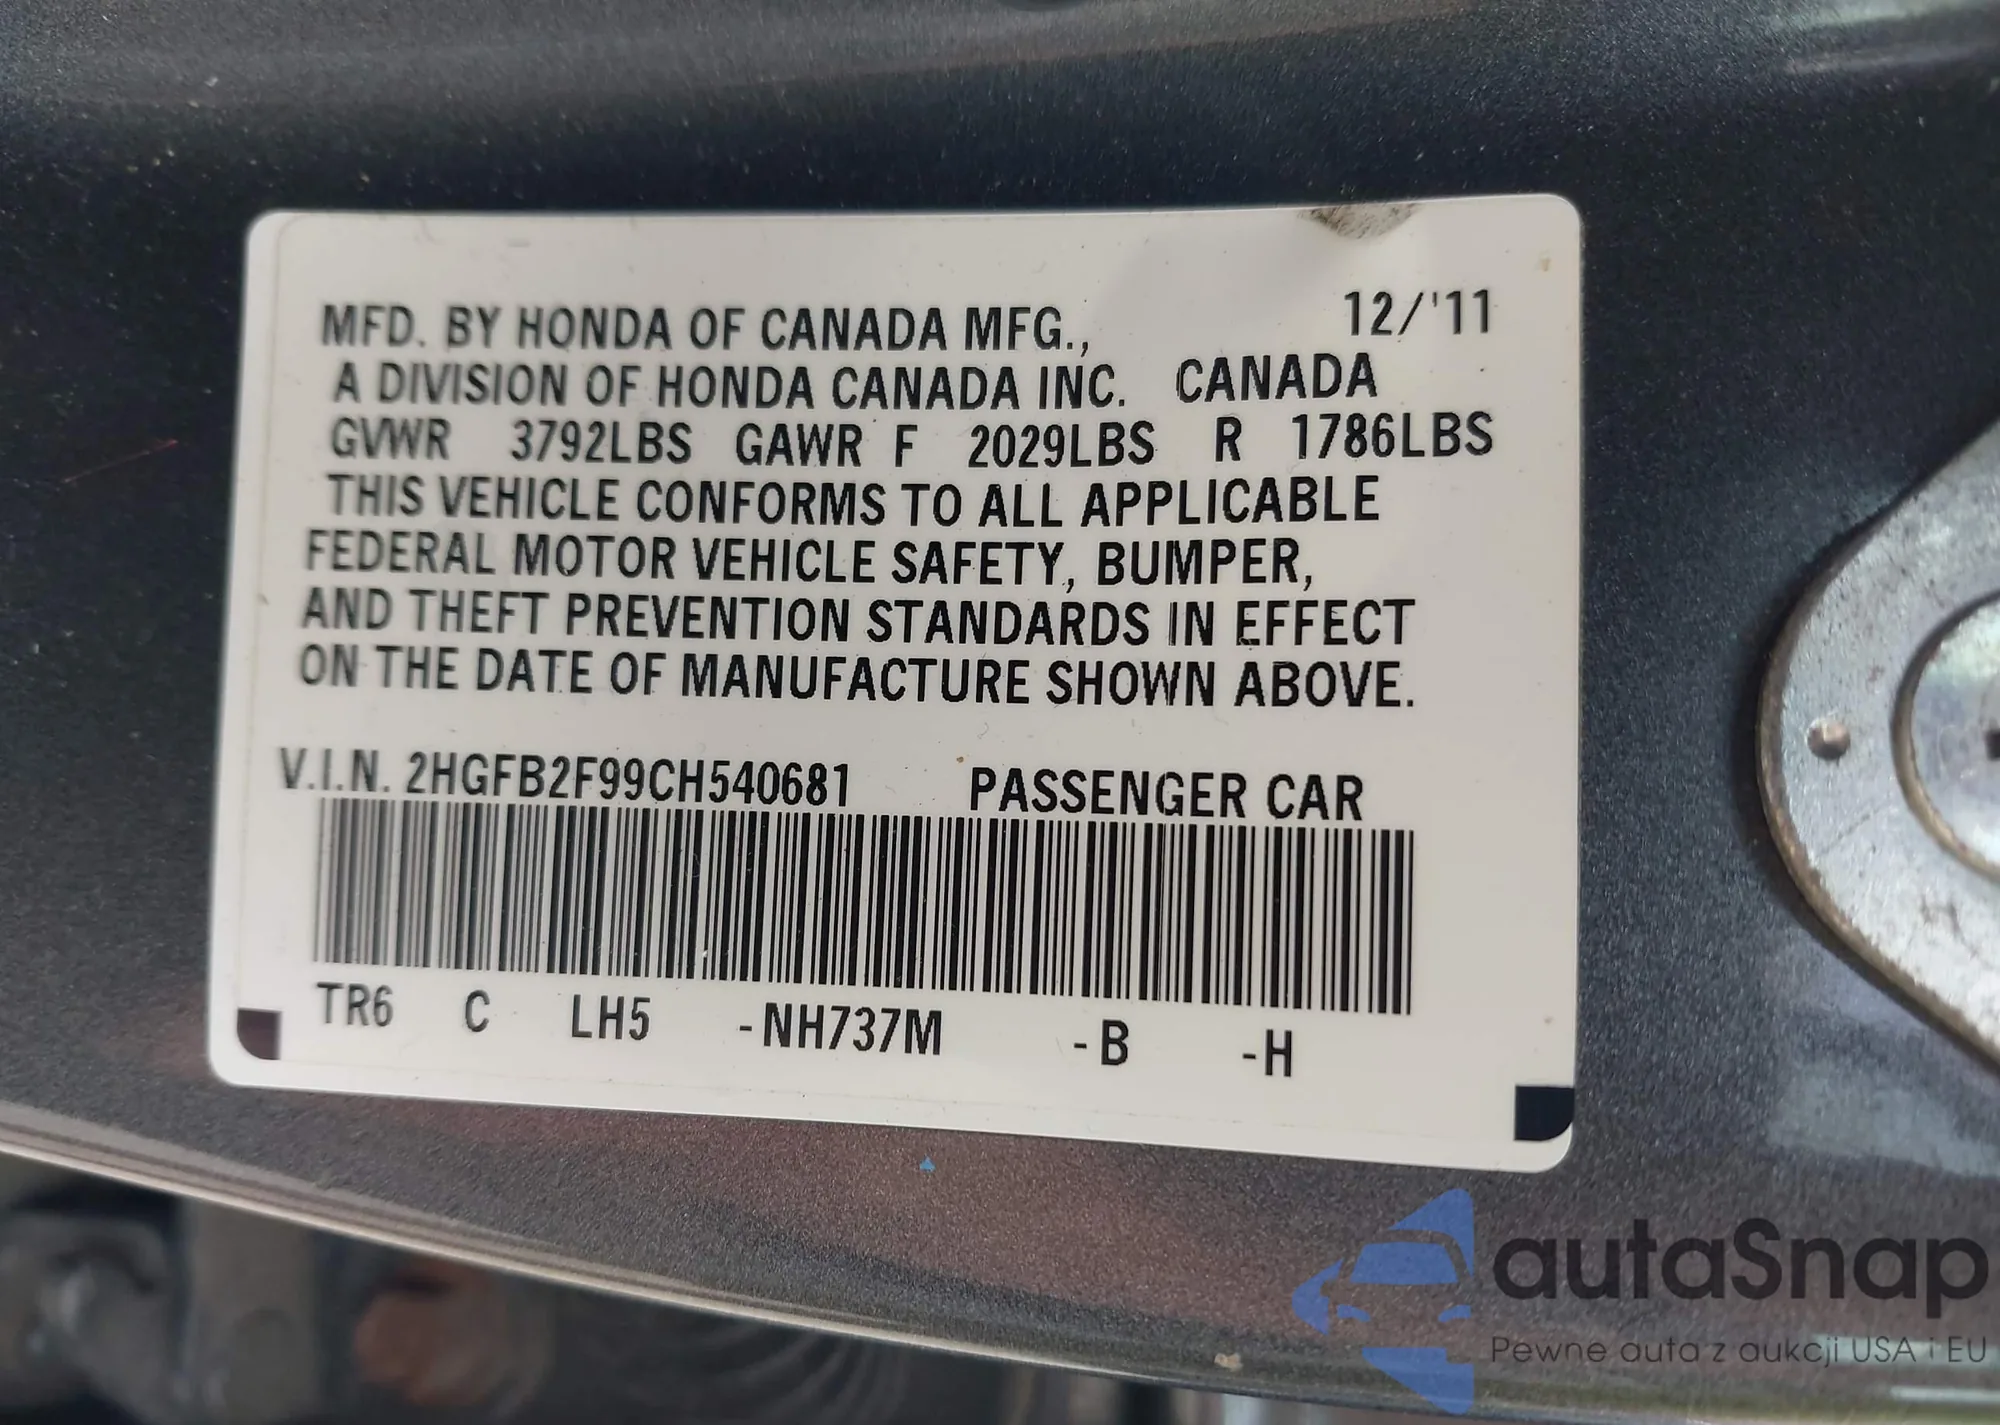 MFD. BY HONDA OF CANADA MFG., 12/'11
A DIVISION OF HONDA CANADA INC. CANADA
GVWR 3792LBS GAWR F 2029LBS R 1786LBS
THIS VEHICLE CONFORMS TO ALL APPLICABLE
FEDERAL MOTOR VEHICLE SAFETY, BUMPER,
AND THEFT PREVENTION STANDARDS IN EFFECT
ON THE DATE OF MANUFACTURE SHOWN ABOVE.
V.I.N. 2HGFB2F99CH540681 PASSENGER CAR
TR6 C LH5 -NH737M -B -H
autaSnap
Pewne auta z aukcji USA i EU